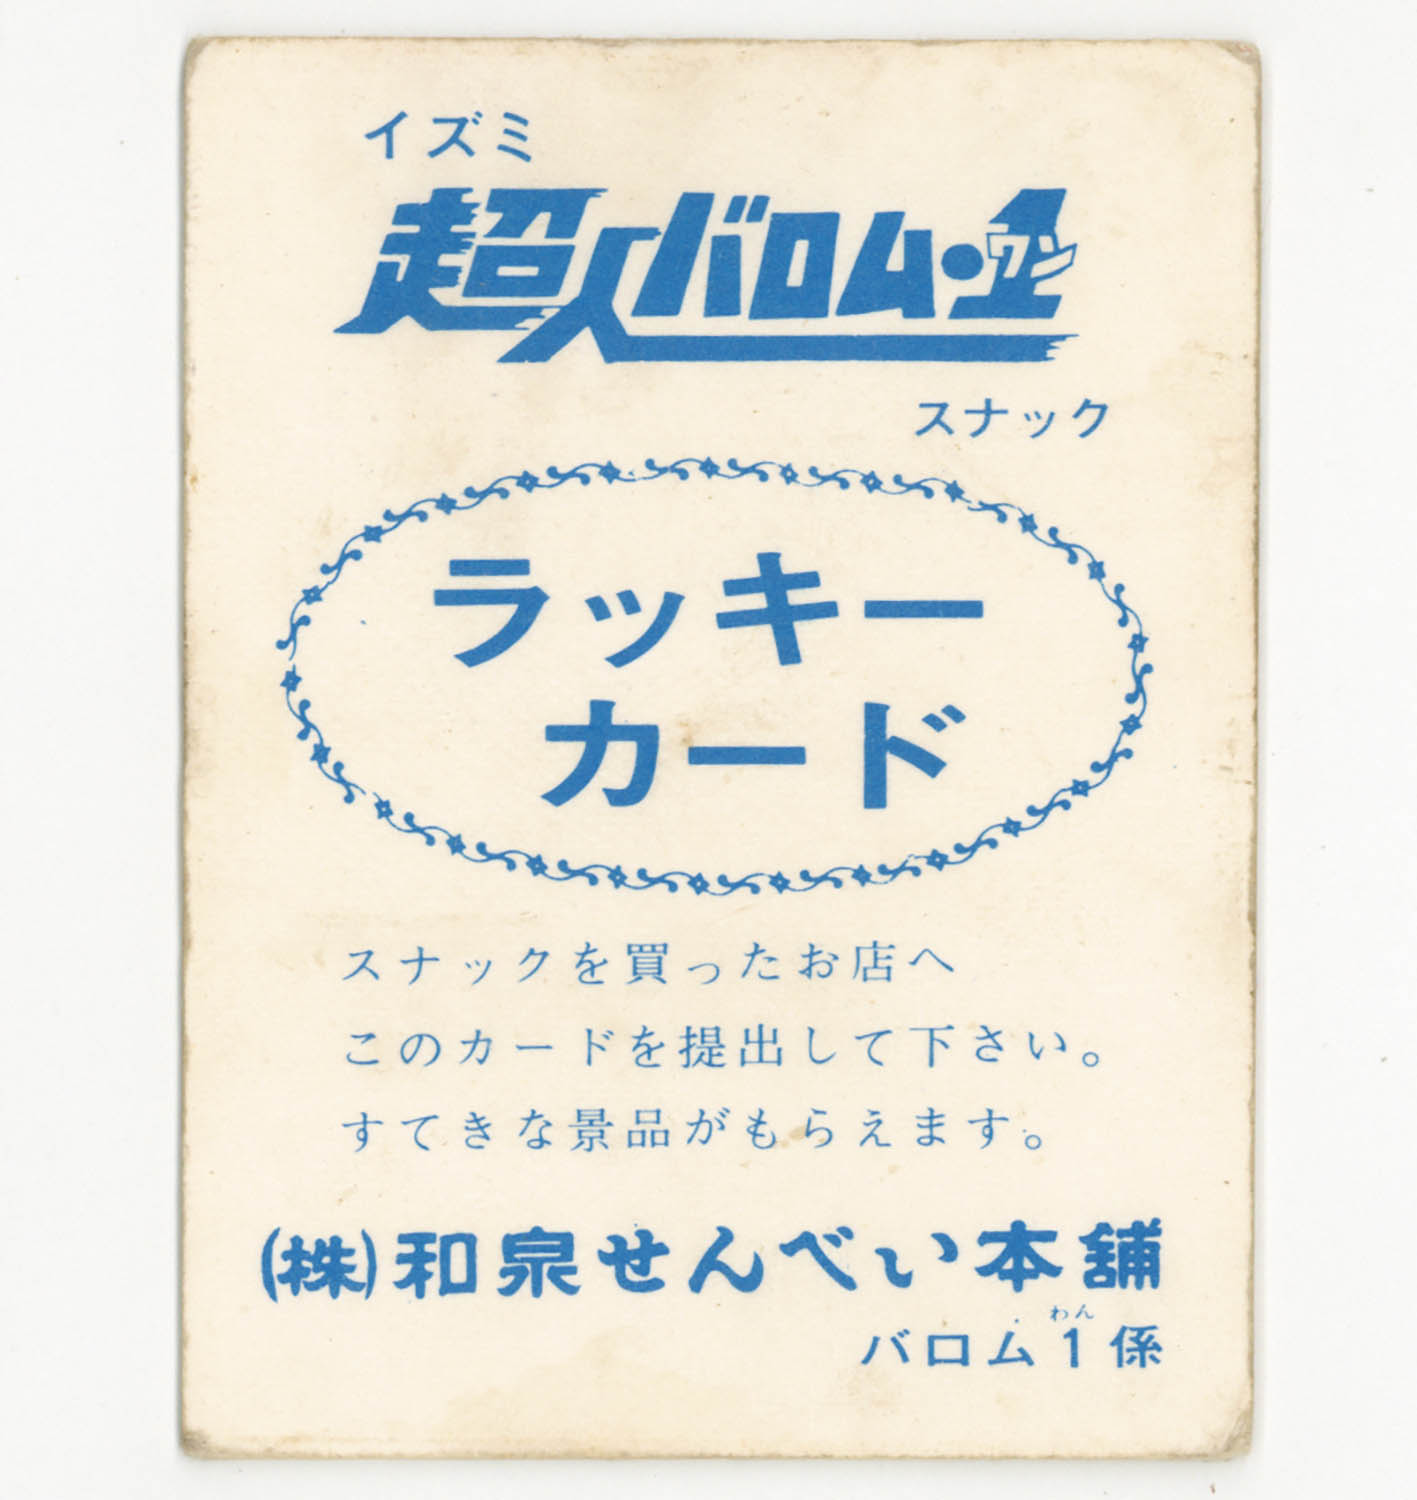 イズミ
超人バロム・1
ワン
スナック
ラッキー
カード
スナックを買ったお店へ
このカードを提出して下さい。
すてきな景品がもらえます。
(株)和泉せんべい本舗
わん
バロム1係